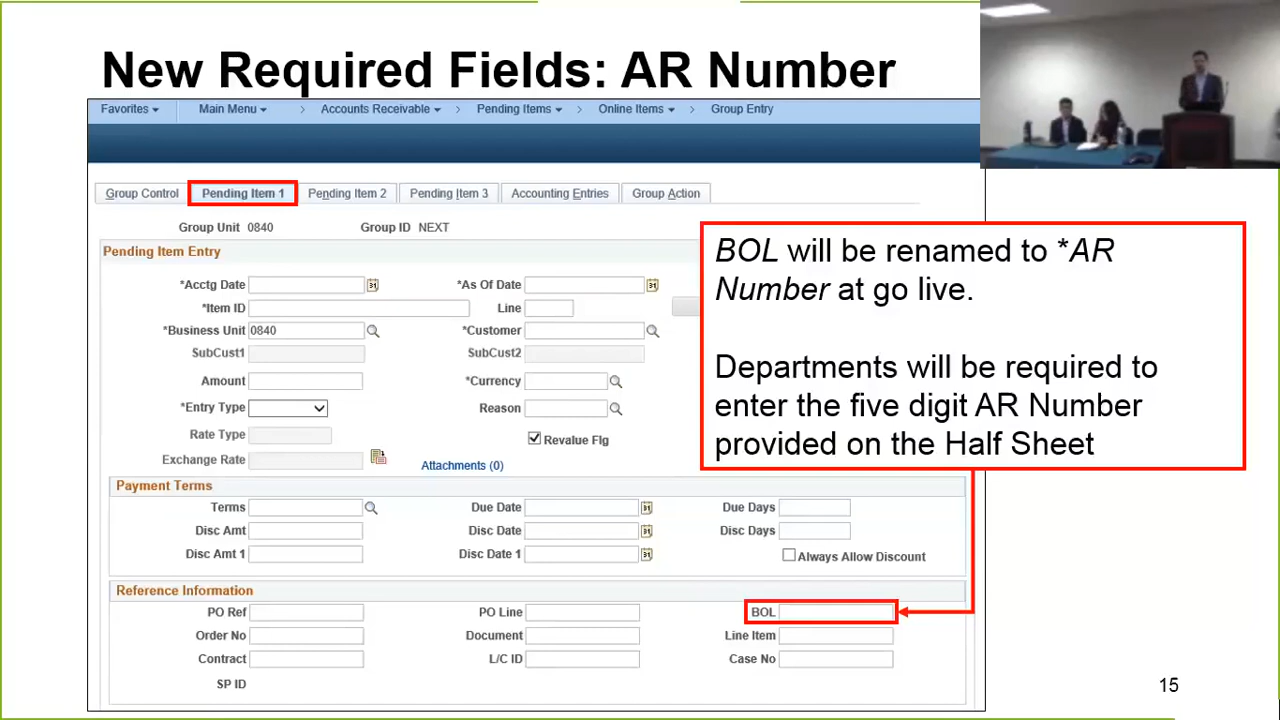 New Required Fields: AR Number
Favorites Main Menu > Accounts Receivable > Pending Items > Online Items > Group Entry
Group Control Pending Item 1 Pending Item 2 Pending Item 3 Accounting Entries Group Action
Group Unit 0840 Group ID NEXT
Pending Item Entry
*Acctg Date 31 *As Of Date 31
*Item ID Line
*Business Unit 0840 *Customer
SubCust1 SubCust2
Amount *Currency
*Entry Type Reason
Rate Type Revalue Flg
Exchange Rate Attachments (0)
BOL will be renamed to *AR
Number at go live.
Departments will be required to
enter the five digit AR Number
provided on the Half Sheet
Payment Terms
Terms Due Date 31 Due Days
Disc Amt Disc Date 31 Disc Days
Disc Amt 1 Disc Date 1 31 Always Allow Discount
Reference Information
PO Ref PO Line BOL
Order No Document Line Item
Contract L/C ID Case No
SP ID
15